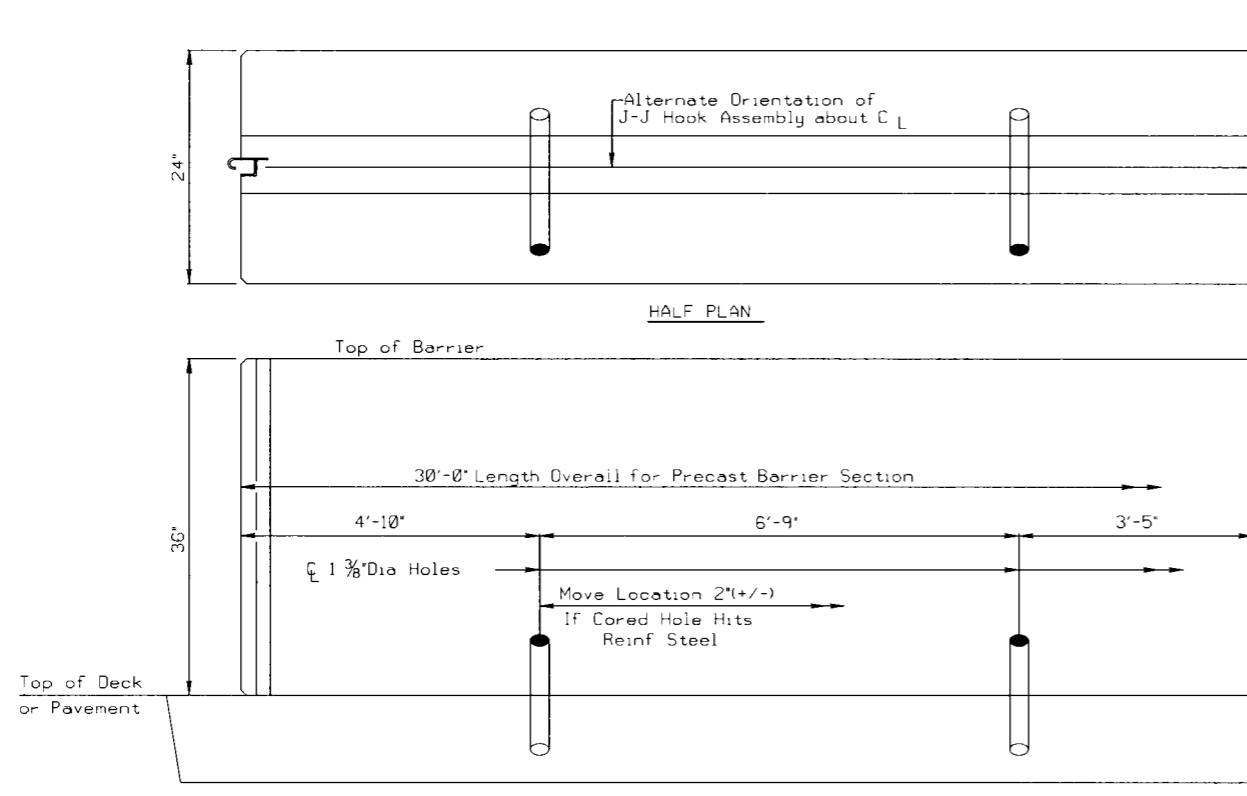 24"
Alternate Orientation of
J-J Hook Assembly about C L
HALF PLAN
Top of Barrier
30'-0" Length Overall for Precast Barrier Section
4'-10"
6'-9"
3'-5"
36"
C L 1 3/8" Dia Holes
Move Location 2"(+/-)
If Cored Hole Hits
Reinf Steel
Top of Deck
or Pavement